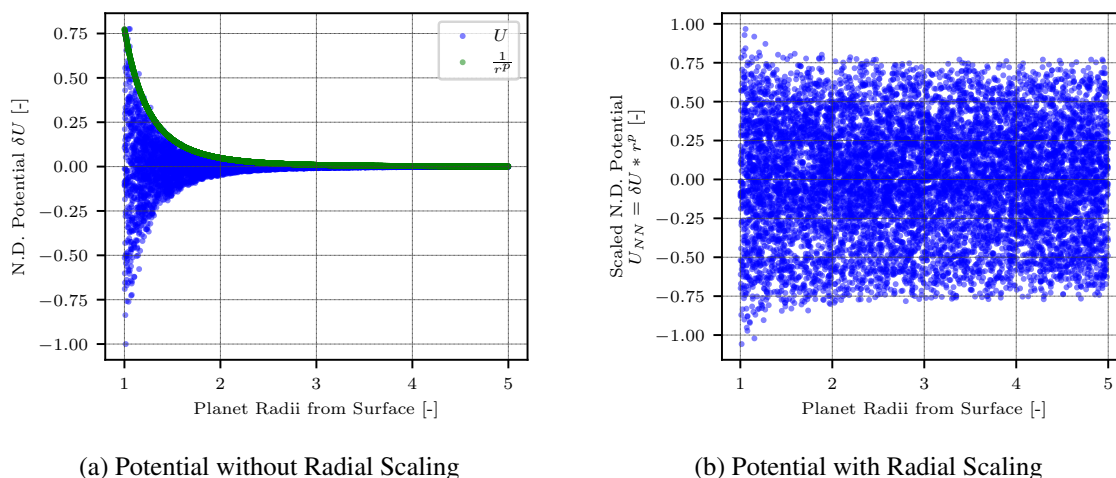 0.75
0.50
0.25
0.00
−0.25
−0.50
−0.75
−1.00
N.D. Potential δU [-]
U
1/r^p
1 2 3 4 5
Planet Radii from Surface [-]
(a) Potential without Radial Scaling
1.00
0.75
0.50
0.25
0.00
−0.25
−0.50
−0.75
−1.00
Scaled N.D. Potential
U_NN = δU * r^p [-]
1 2 3 4 5
Planet Radii from Surface [-]
(b) Potential with Radial Scaling